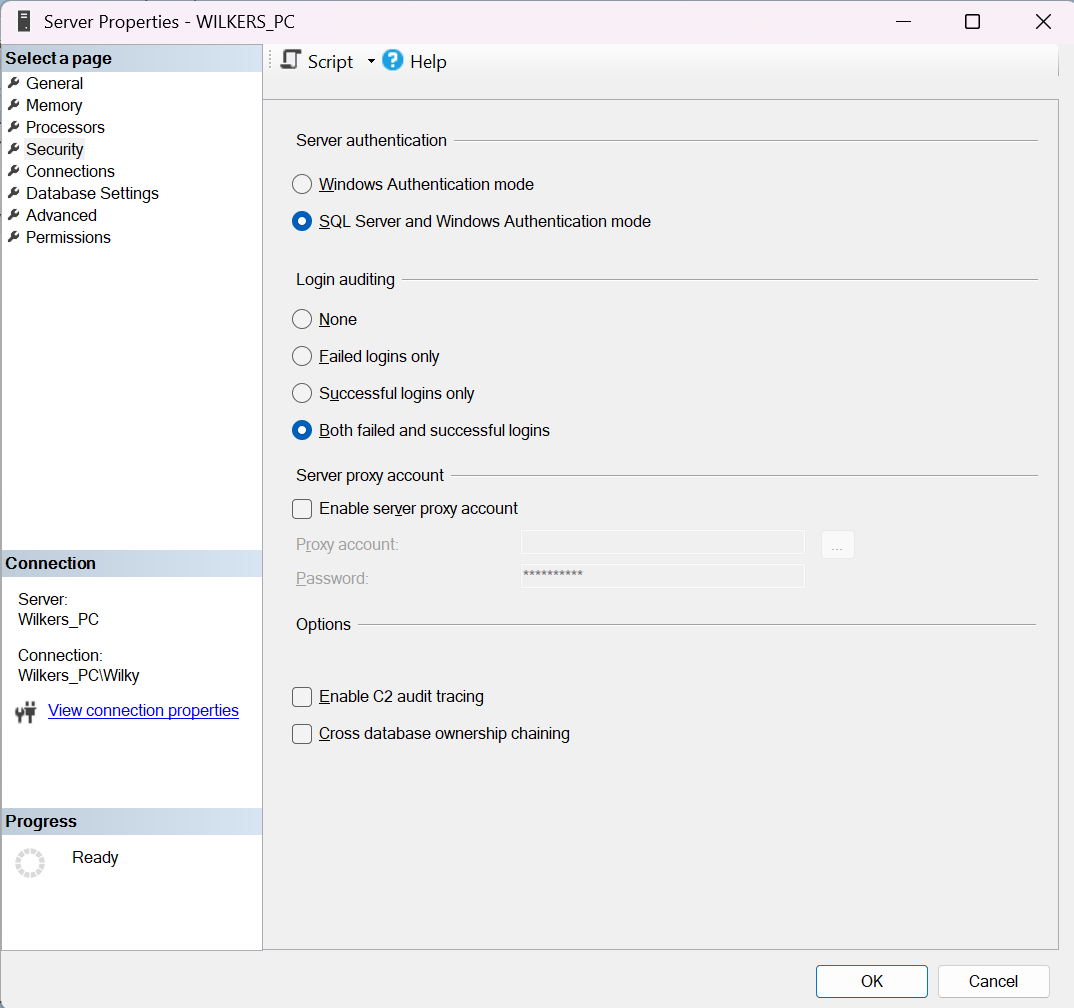 Server Properties - WILKERS_PC
Select a page
General
Memory
Processors
Security
Connections
Database Settings
Advanced
Permissions
Connection
Server:
Wilkers_PC
Connection:
Wilkers_PC\Wilky
View connection properties
Progress
Ready
Script
Help
Server authentication
Windows Authentication mode
SQL Server and Windows Authentication mode
Login auditing
None
Failed logins only
Successful logins only
Both failed and successful logins
Server proxy account
Enable server proxy account
Proxy account:
...
Password:
**********
Options
Enable C2 audit tracing
Cross database ownership chaining
OK
Cancel